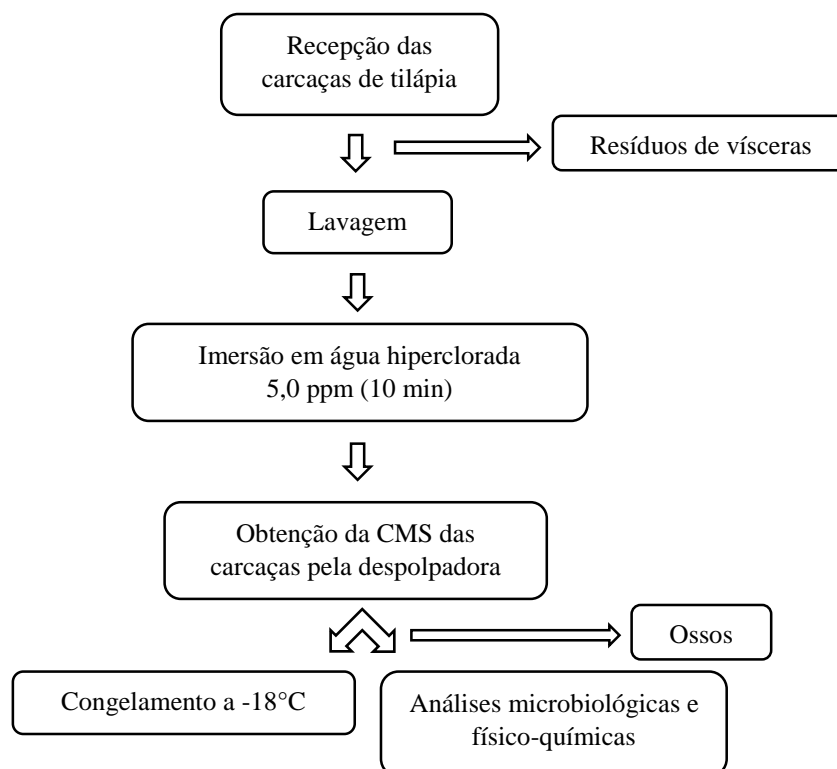 Recepção das
carcaças de tilápia
Resíduos de vísceras
Lavagem
Imersão em água hiperclorada
5,0 ppm (10 min)
Obtenção da CMS das
carcaças pela despolpadora
Ossos
Congelamento a -18°C
Análises microbiológicas e
físico-químicas